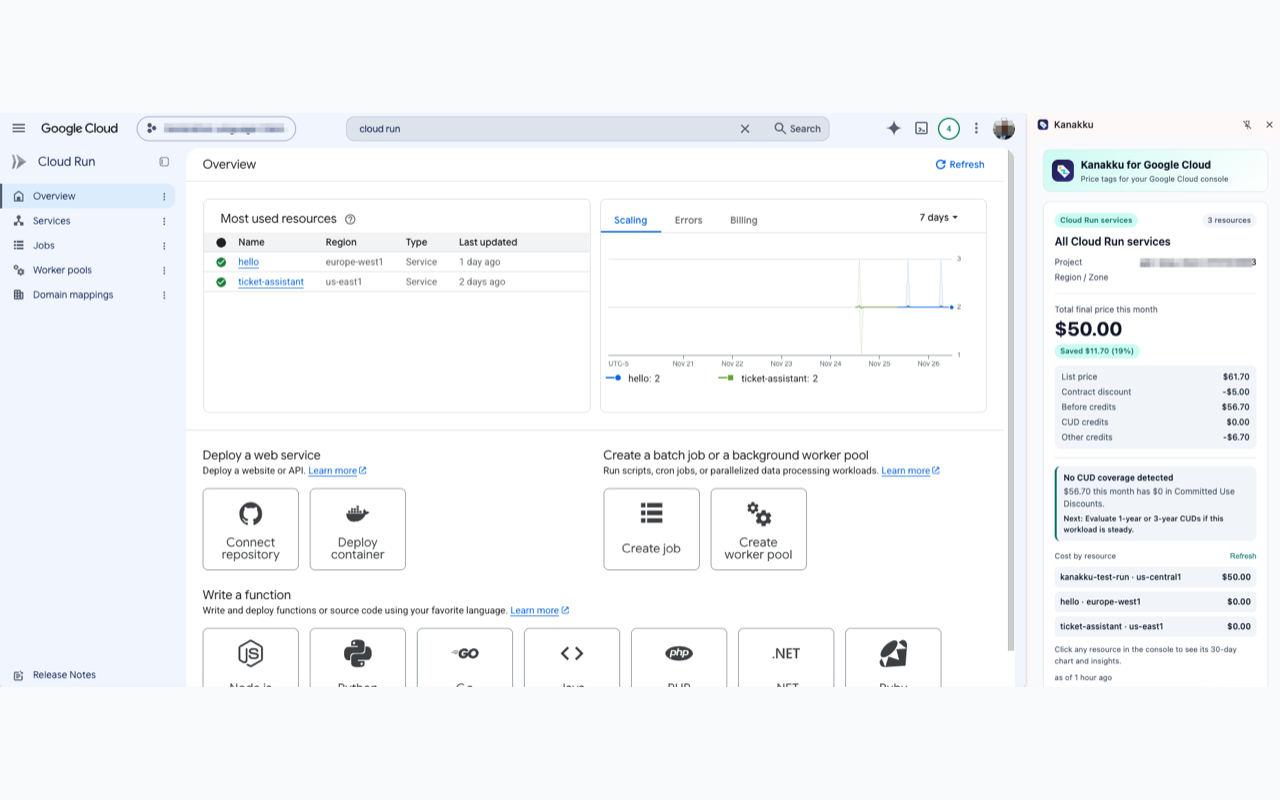 Google Cloud
cloud run
Search
4
Cloud Run
Overview
Services
Jobs
Worker pools
Domain mappings
Release Notes
Overview
Refresh
Most used resources
Name Region Type Last updated
hello europe-west1 Service 1 day ago
ticket-assistant us-east1 Service 2 days ago
Scaling Errors Billing 7 days
3
2
1
UTC-5 Nov 21 Nov 22 Nov 23 Nov 24 Nov 25 Nov 26
hello: 2 ticket-assistant: 2
Deploy a web service
Deploy a website or API. Learn more
Connect
repository
Deploy
container
Create a batch job or a background worker pool
Run scripts, cron jobs, or parallelized data processing workloads. Learn more
Create job
Create
worker pool
Write a function
Write and deploy functions or source code using your favorite language. Learn more
JS
GO
php
.NET
Kanakku
Kanakku for Google Cloud
Price tags for your Google Cloud console
Cloud Run services 3 resources
All Cloud Run services
Project 3
Region / Zone
Total final price this month
$50.00
Saved $11.70 (19%)
List price $61.70
Contract discount -$5.00
Before credits $56.70
CUD credits $0.00
Other credits -$6.70
No CUD coverage detected
$56.70 this month has $0 in Committed Use
Discounts.
Next: Evaluate 1-year or 3-year CUDs if this
workload is steady.
Cost by resource Refresh
kanakku-test-run · us-central1 $50.00
hello · europe-west1 $0.00
ticket-assistant · us-east1 $0.00
Click any resource in the console to see its 30-day
chart and insights.
as of 1 hour ago